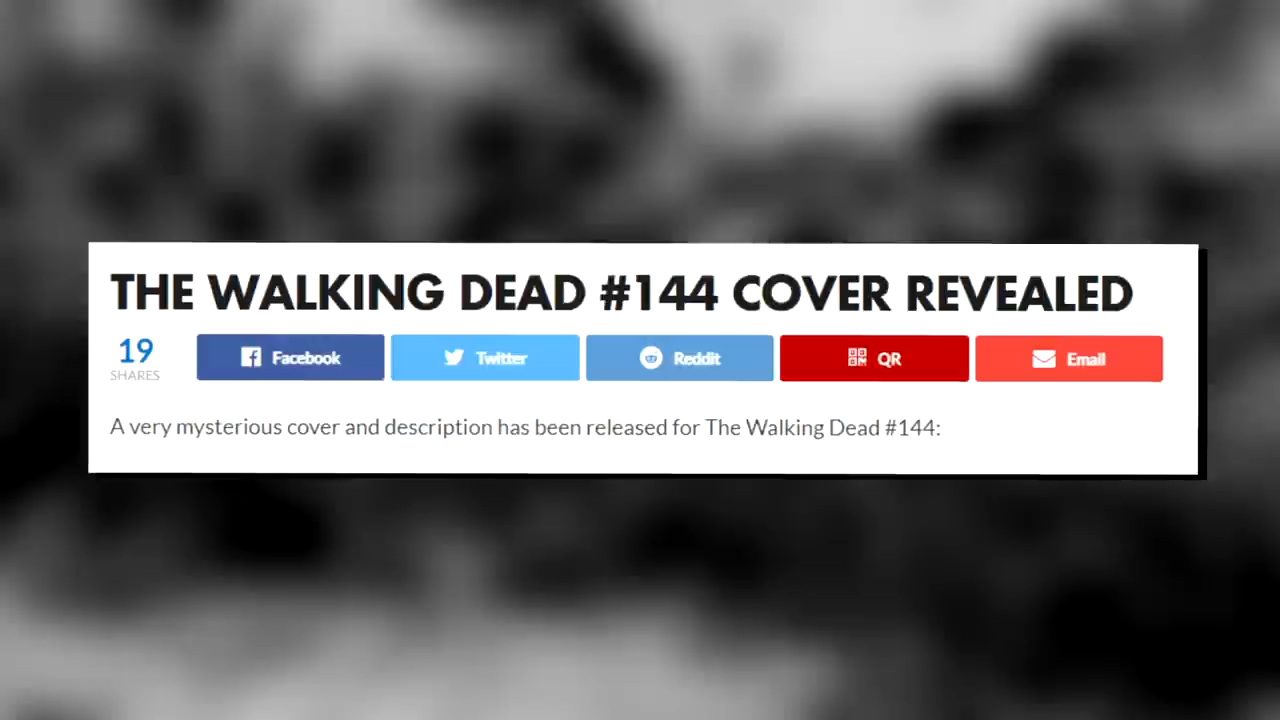 THE WALKING DEAD #144 COVER REVEALED
19
SHARES
Facebook
Twitter
Reddit
QR
Email
A very mysterious cover and description has been released for The Walking Dead #144: